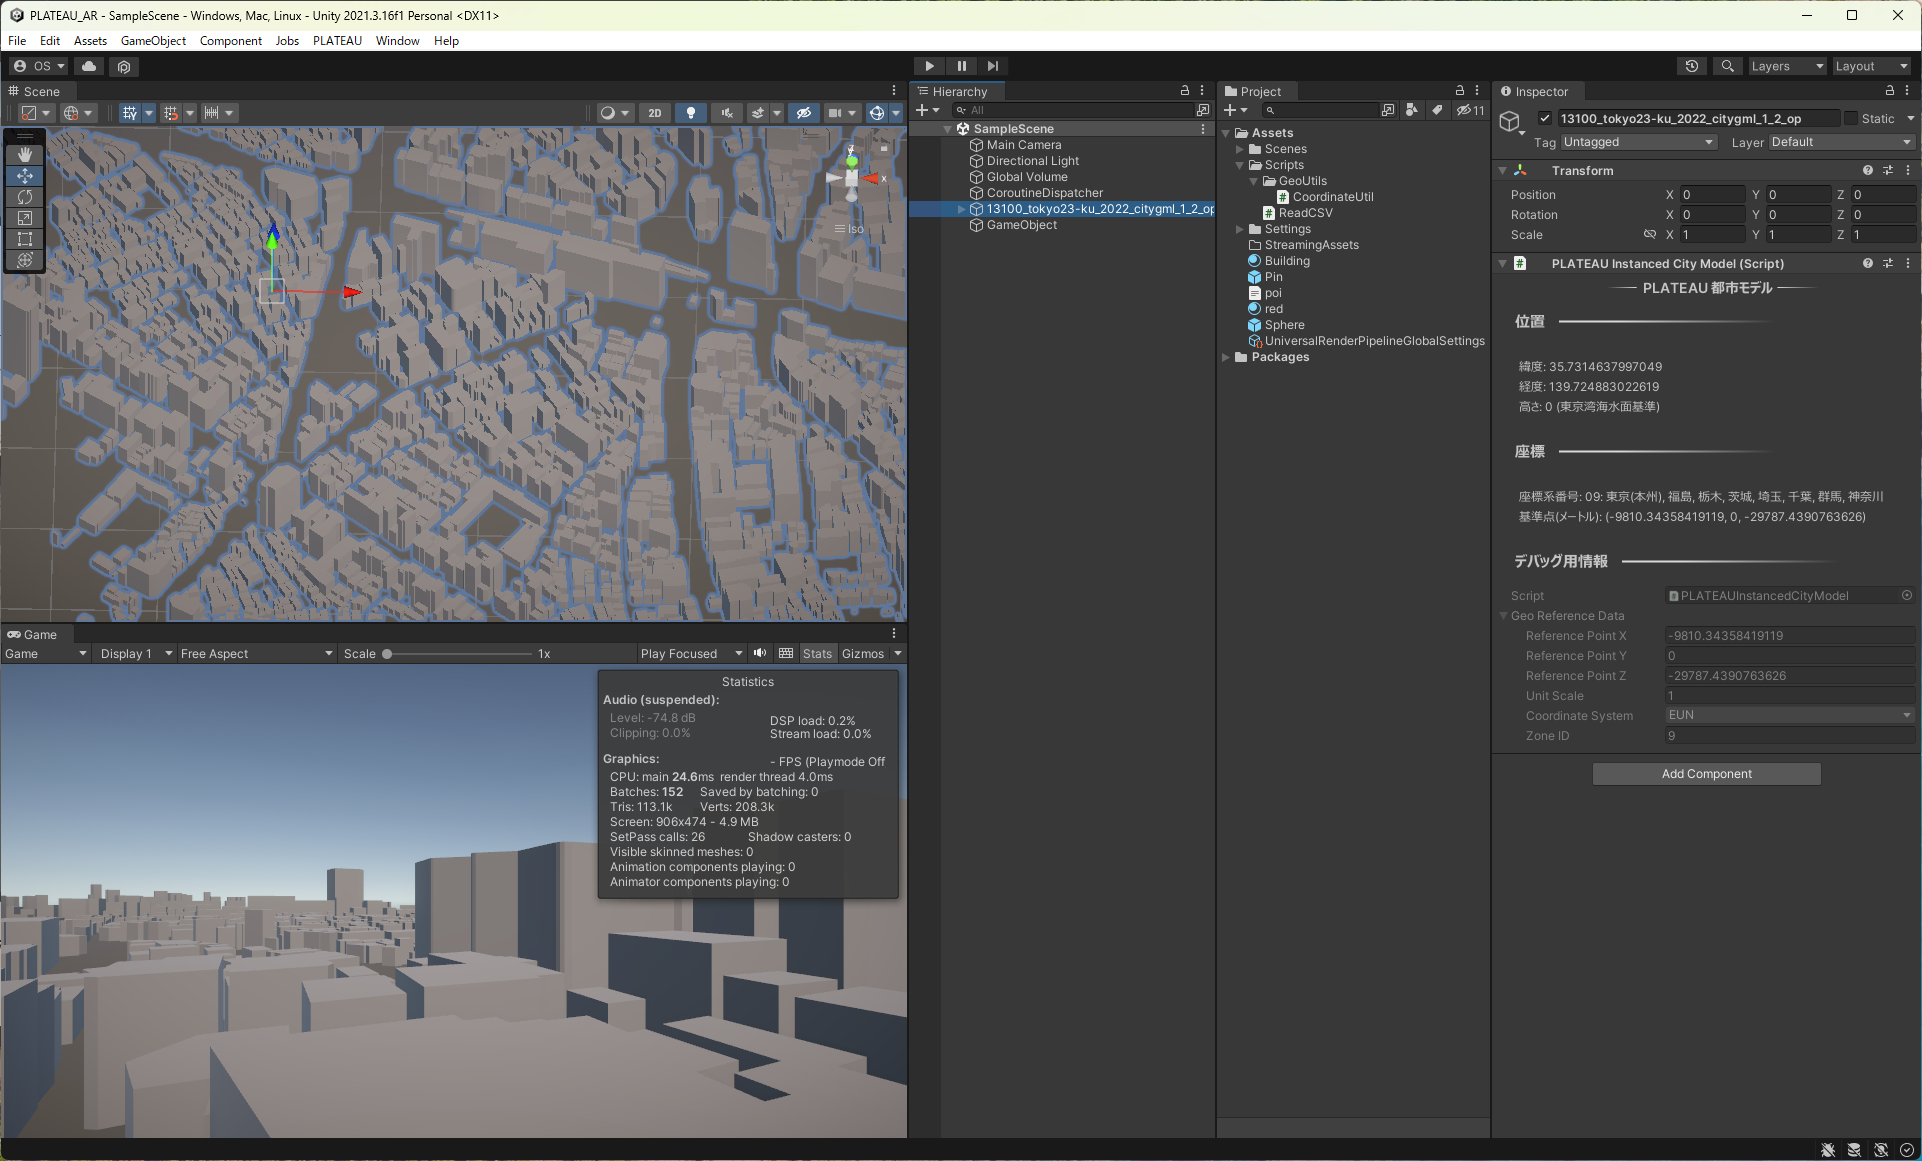 PLATEAU_AR - SampleScene - Windows, Mac, Linux - Unity 2021.3.16f1 Personal <DX11>
File Edit Assets GameObject Component Jobs PLATEAU Window Help
OS
Layers Layout
Scene
2D
y
x
Iso
Game
Game Display 1 Free Aspect Scale 1x Play Focused Stats Gizmos
Statistics
Audio (suspended):
Level: -74.8 dB DSP load: 0.2%
Clipping: 0.0% Stream load: 0.0%
Graphics: - FPS (Playmode Off
CPU: main 24.6ms render thread 4.0ms
Batches: 152 Saved by batching: 0
Tris: 113.1k Verts: 208.3k
Screen: 906x474 - 4.9 MB
SetPass calls: 26 Shadow casters: 0
Visible skinned meshes: 0
Animation components playing: 0
Animator components playing: 0
Hierarchy
All
SampleScene
Main Camera
Directional Light
Global Volume
CoroutineDispatcher
13100_tokyo23-ku_2022_citygml_1_2_op
GameObject
Project
11
Assets
Scenes
Scripts
GeoUtils
CoordinateUtil
ReadCSV
Settings
StreamingAssets
Building
Pin
poi
red
Sphere
UniversalRenderPipelineGlobalSettings
Packages
Inspector
13100_tokyo23-ku_2022_citygml_1_2_op Static
Tag Untagged Layer Default
Transform
Position X 0 Y 0 Z 0
Rotation X 0 Y 0 Z 0
Scale X 1 Y 1 Z 1
PLATEAU Instanced City Model (Script)
PLATEAU 都市モデル
位置
緯度: 35.7314637997049
経度: 139.724883022619
高さ: 0 (東京湾海水面基準)
座標
座標系番号: 09: 東京(本州), 福島, 栃木, 茨城, 埼玉, 千葉, 群馬, 神奈川
基準点(メートル): (-9810.34358419119, 0, -29787.4390763626)
デバッグ用情報
Script PLATEAUInstancedCityModel
Geo Reference Data
Reference Point X -9810.34358419119
Reference Point Y 0
Reference Point Z -29787.4390763626
Unit Scale 1
Coordinate System EUN
Zone ID 9
Add Component